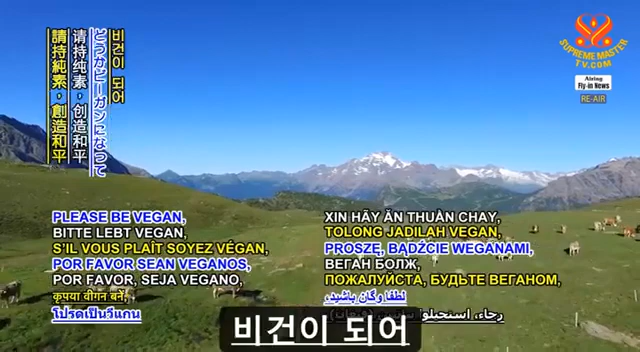 비건이 되어
どうかビーガンになって
请持纯素，创造和平
請持純素，創造和平
SUPREME MASTER
TV.COM
Airing
Fly-in News
RE-AIR
PLEASE BE VEGAN,
BITTE LEBT VEGAN,
S'IL VOUS PLAÎT SOYEZ VÉGAN,
POR FAVOR SEAN VEGANOS,
POR FAVOR, SEJA VEGANO,
कृपया वीगन बनें,
โปรดเป็นวีแกน
XIN HÃY ĂN THUẦN CHAY,
TOLONG JADILAH VEGAN,
PROSZĘ, BĄDŹCIE WEGANAMI,
ВЕГАН БОЛЖ,
ПОЖАЛУЙСТА, БУДЬТЕ ВЕГАНОМ,
لطفا وگان باشید،
رجاء،
비건이 되어